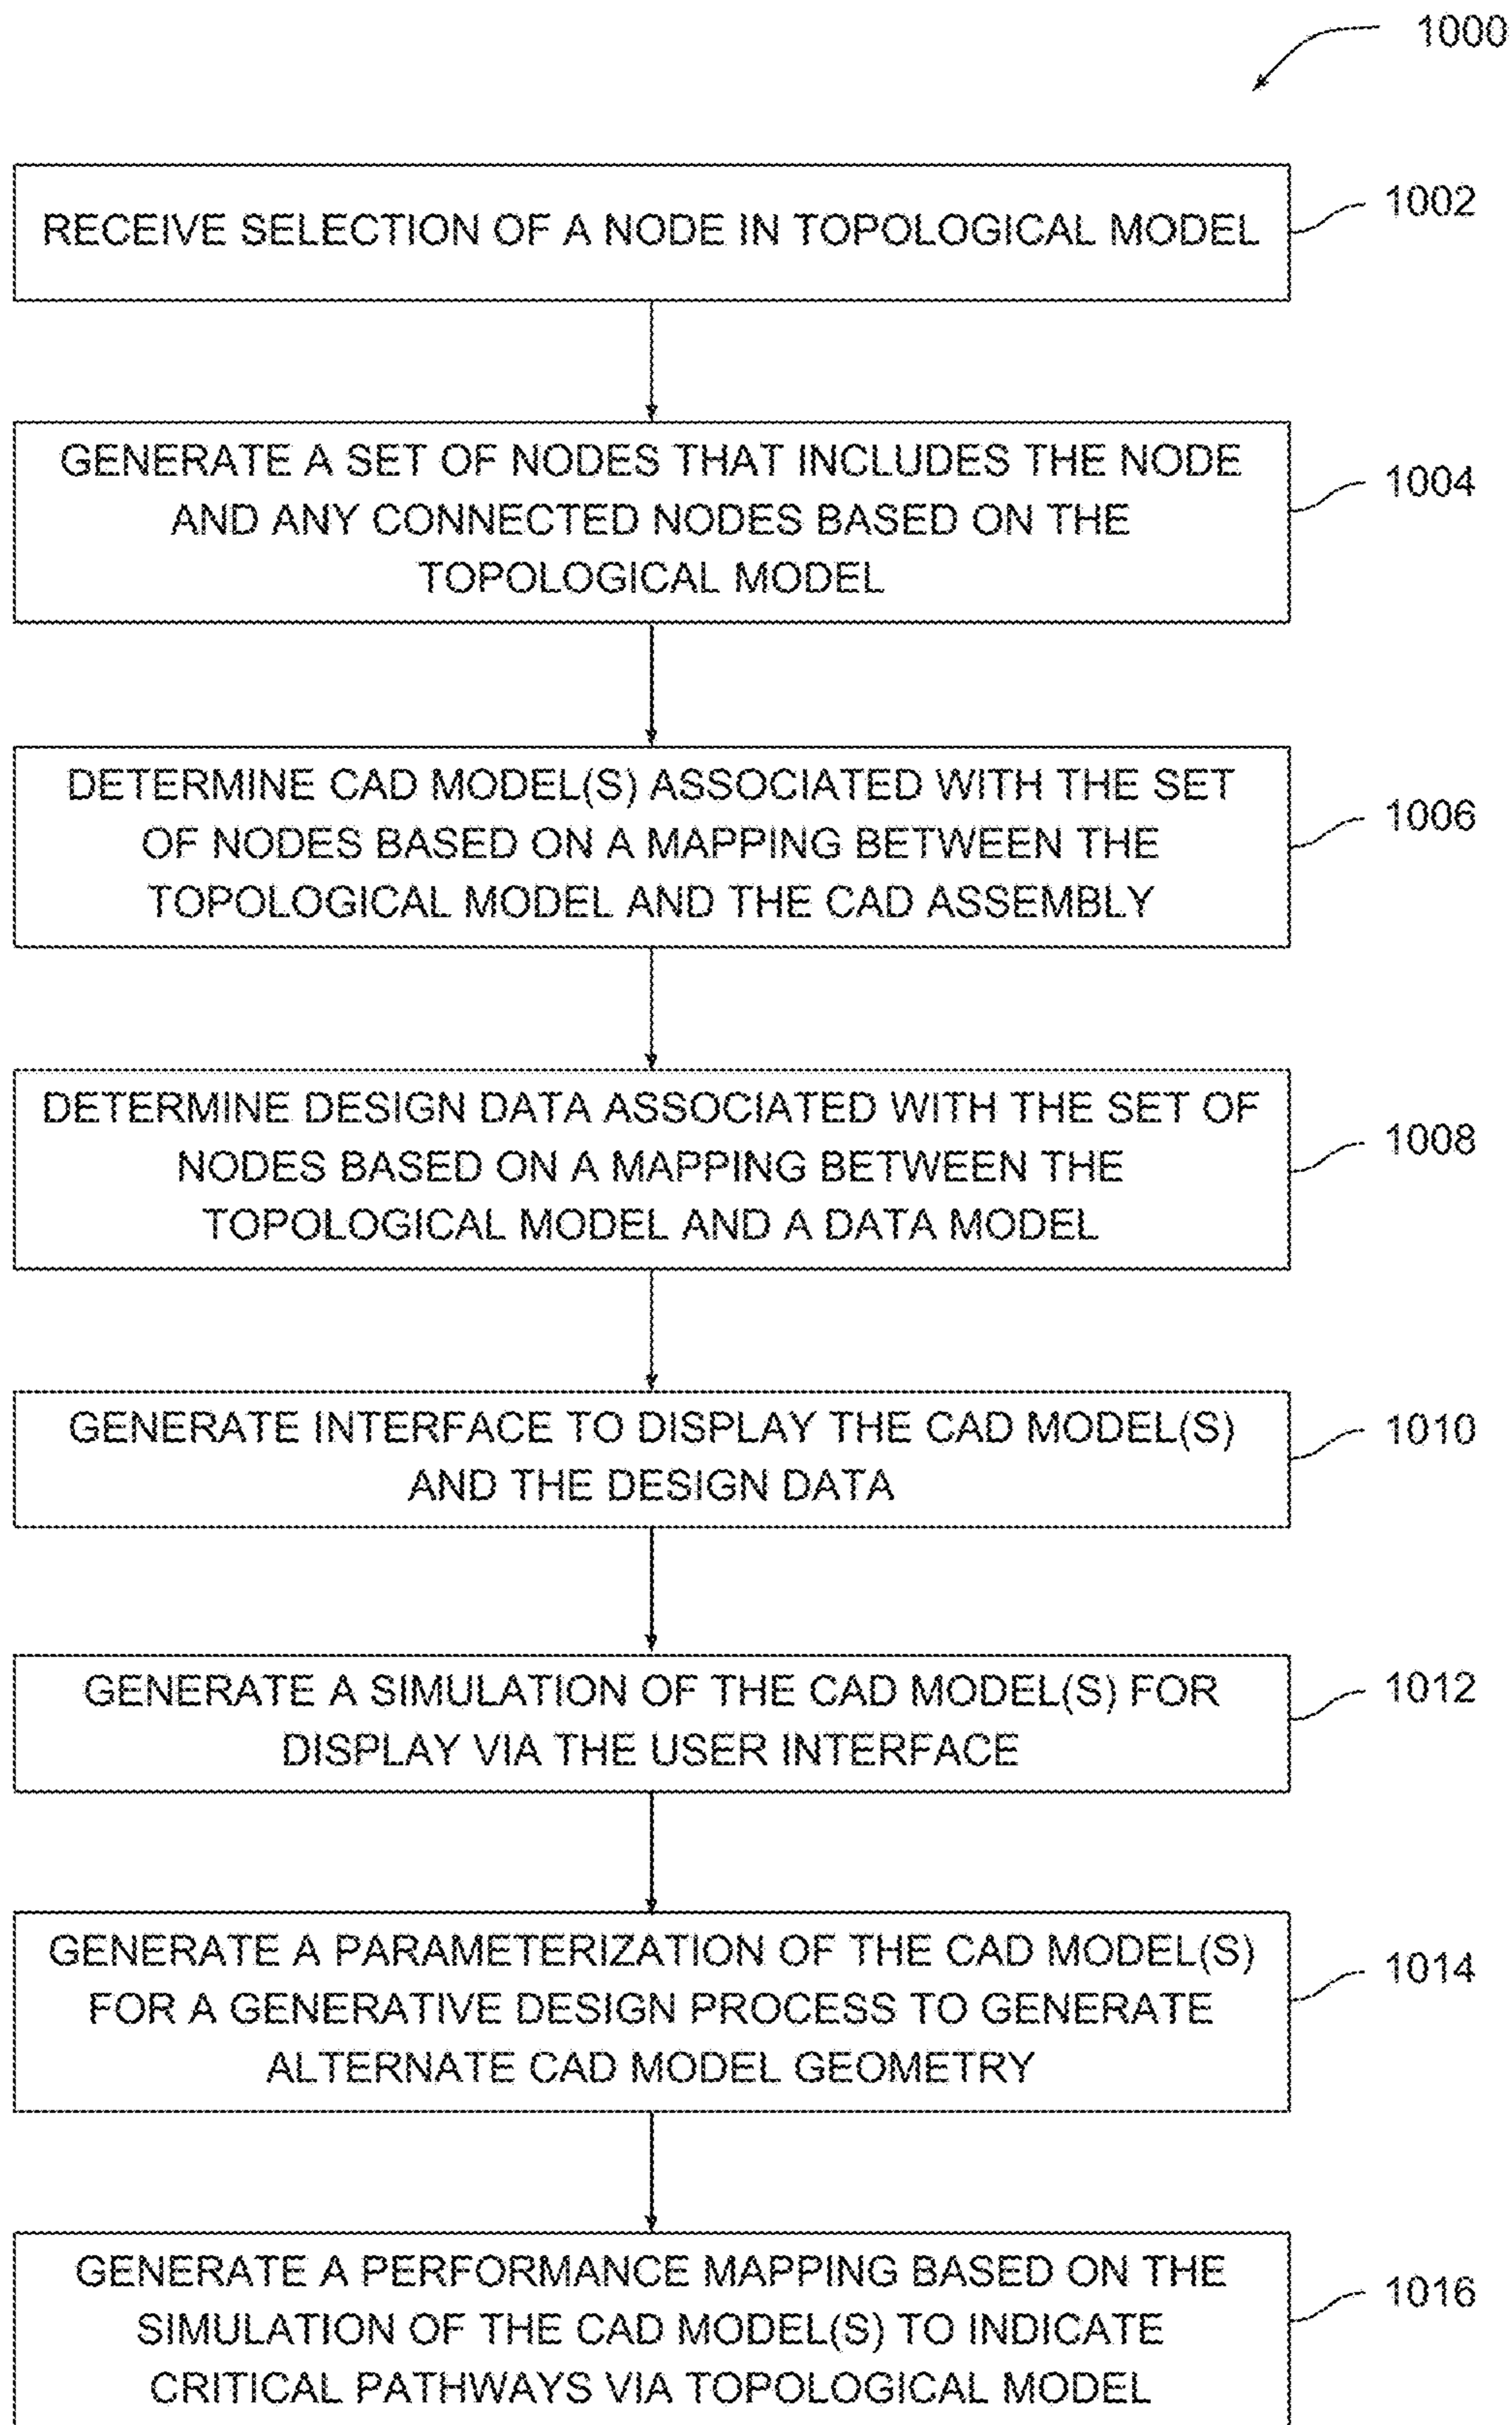 1000
RECEIVE SELECTION OF A NODE IN TOPOLOGICAL MODEL
1002
GENERATE A SET OF NODES THAT INCLUDES THE NODE
AND ANY CONNECTED NODES BASED ON THE
TOPOLOGICAL MODEL
1004
DETERMINE CAD MODEL(S) ASSOCIATED WITH THE SET
OF NODES BASED ON A MAPPING BETWEEN THE
TOPOLOGICAL MODEL AND THE CAD ASSEMBLY
1006
DETERMINE DESIGN DATA ASSOCIATED WITH THE SET OF
NODES BASED ON A MAPPING BETWEEN THE
TOPOLOGICAL MODEL AND A DATA MODEL
1008
GENERATE INTERFACE TO DISPLAY THE CAD MODEL(S)
AND THE DESIGN DATA
1010
GENERATE A SIMULATION OF THE CAD MODEL(S) FOR
DISPLAY VIA THE USER INTERFACE
1012
GENERATE A PARAMETERIZATION OF THE CAD MODEL(S)
FOR A GENERATIVE DESIGN PROCESS TO GENERATE
ALTERNATE CAD MODEL GEOMETRY
1014
GENERATE A PERFORMANCE MAPPING BASED ON THE
SIMULATION OF THE CAD MODEL(S) TO INDICATE
CRITICAL PATHWAYS VIA TOPOLOGICAL MODEL
1016